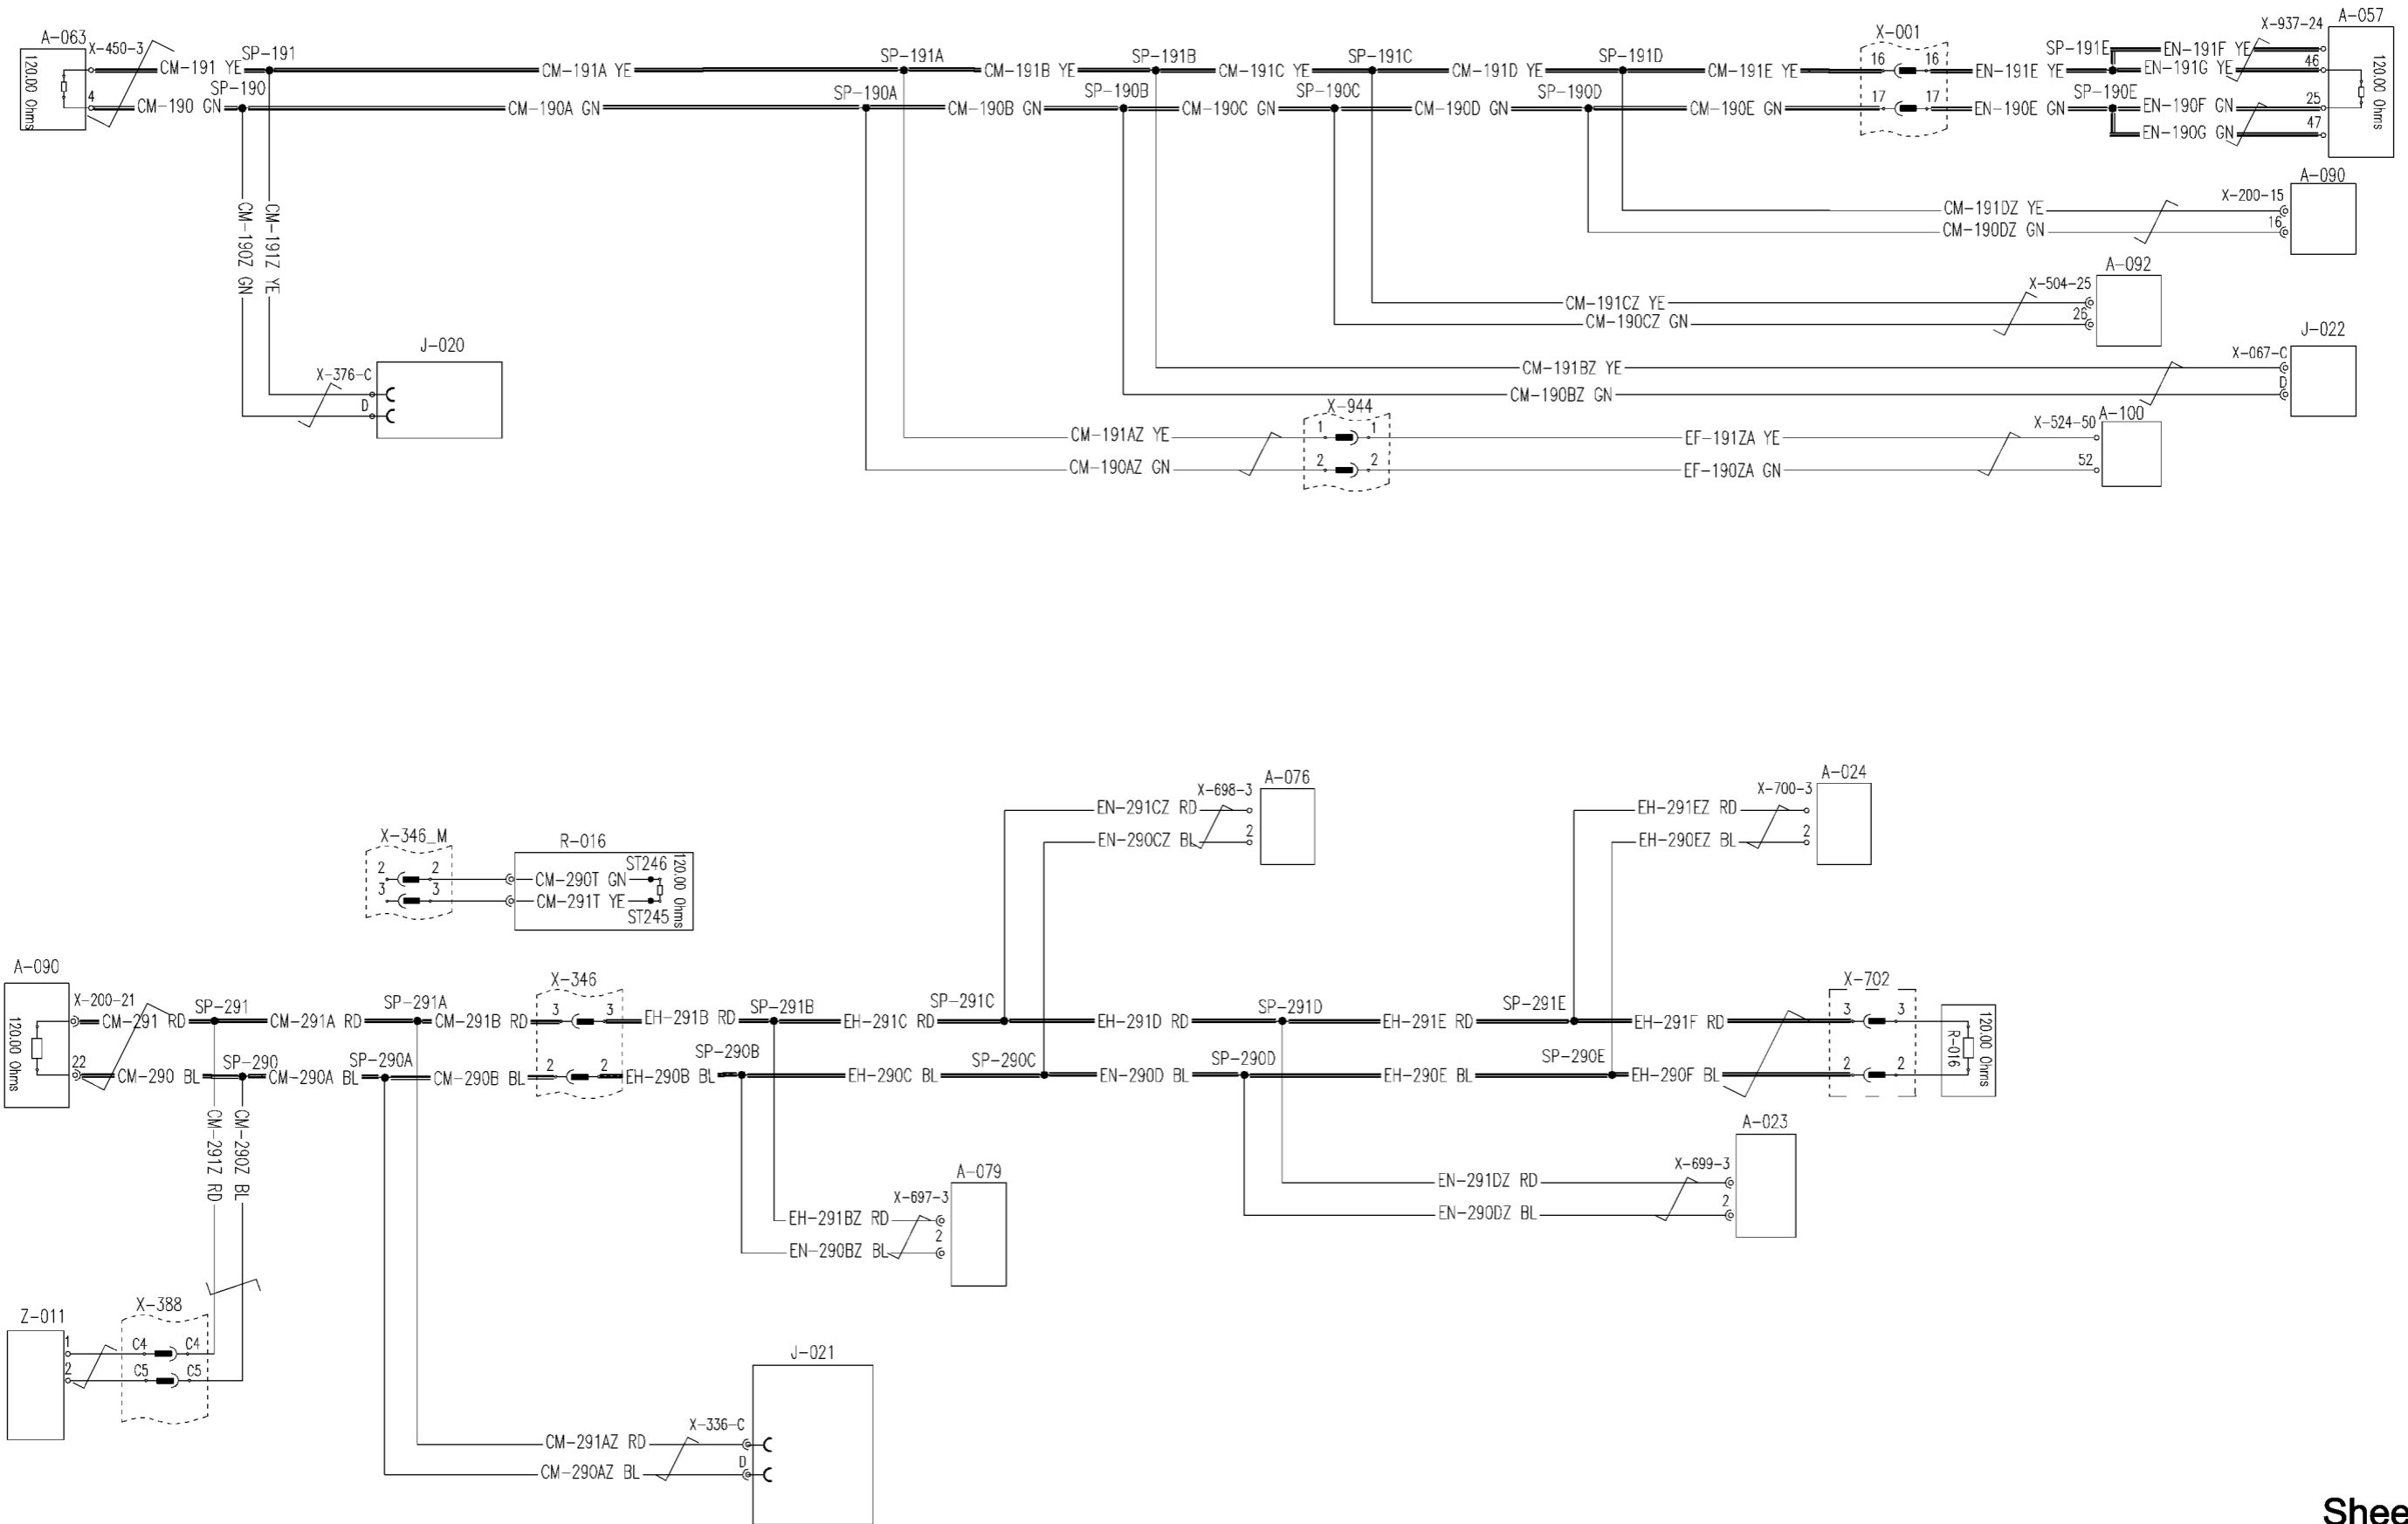 A-063
X-450-3
120.00 Ohms
4
CM-191 YE
SP-191
CM-191A YE
SP-191A
CM-191B YE
SP-191B
CM-191C YE
SP-191C
CM-191D YE
SP-191D
CM-191E YE
X-001
16 16
EN-191E YE
SP-191E
EN-191F YE
EN-191G YE
X-937-24
46
A-057
120.00 Ohms
CM-190 GN
SP-190
CM-190A GN
SP-190A
CM-190B GN
SP-190B
CM-190C GN
SP-190C
CM-190D GN
SP-190D
CM-190E GN
17 17
EN-190E GN
SP-190E
EN-190F GN
25
EN-190G GN
47
CM-190Z GN
CM-191Z YE
A-090
X-200-15
CM-191DZ YE
16
CM-190DZ GN
A-092
X-504-25
CM-191CZ YE
26
CM-190CZ GN
J-020
X-376-C
D
J-022
X-067-C
CM-191BZ YE
D
CM-190BZ GN
X-944
A-100
X-524-50
CM-191AZ YE
1 1
EF-191ZA YE
CM-190AZ GN
2 2
EF-190ZA GN
52
A-076
X-698-3
EN-291CZ RD
2
EN-290CZ BL
A-024
X-700-3
EH-291EZ RD
2
EH-290EZ BL
X-346_M
2 2
3 3
R-016
ST246
CM-290T GN
CM-291T YE
ST245
120.00 Ohms
A-090
X-200-21
120.00 Ohms
22
CM-291 RD
SP-291
CM-291A RD
SP-291A
CM-291B RD
X-346
3 3
EH-291B RD
SP-291B
EH-291C RD
SP-291C
EH-291D RD
SP-291D
EH-291E RD
SP-291E
EH-291F RD
X-702
3 3
R-016
120.00 Ohms
CM-290 BL
SP-290
CM-290A BL
SP-290A
CM-290B BL
2 2
EH-290B BL
SP-290B
EH-290C BL
SP-290C
EN-290D BL
SP-290D
EH-290E BL
SP-290E
EH-290F BL
2 2
CM-291Z RD
CM-290Z BL
A-023
X-699-3
EN-291DZ RD
2
EN-290DZ BL
A-079
X-697-3
EH-291BZ RD
2
EN-290BZ BL
Z-011
X-388
1
C4 C4
2
C5 C5
J-021
X-336-C
CM-291AZ RD
D
CM-290AZ BL
Shee